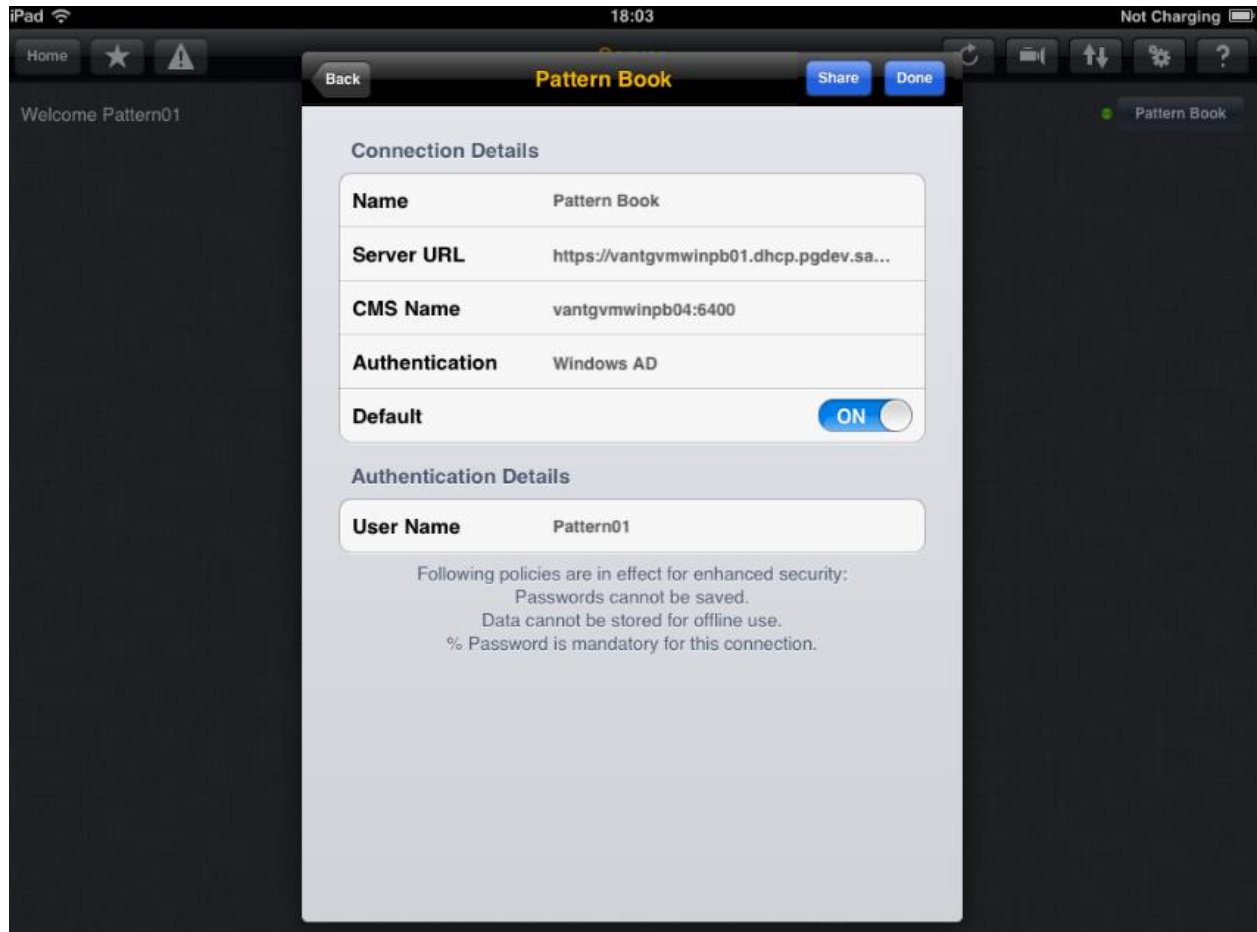 iPad 18:03 Not Charging
Home ?
Back Pattern Book Share Done
Welcome Pattern01 Pattern Book
Connection Details
Name Pattern Book
Server URL https://vantgvmwinpb01.dhcp.pgdev.sa...
CMS Name vantgvmwinpb04:6400
Authentication Windows AD
Default ON
Authentication Details
User Name Pattern01
Following policies are in effect for enhanced security:
Passwords cannot be saved.
Data cannot be stored for offline use.
% Password is mandatory for this connection.